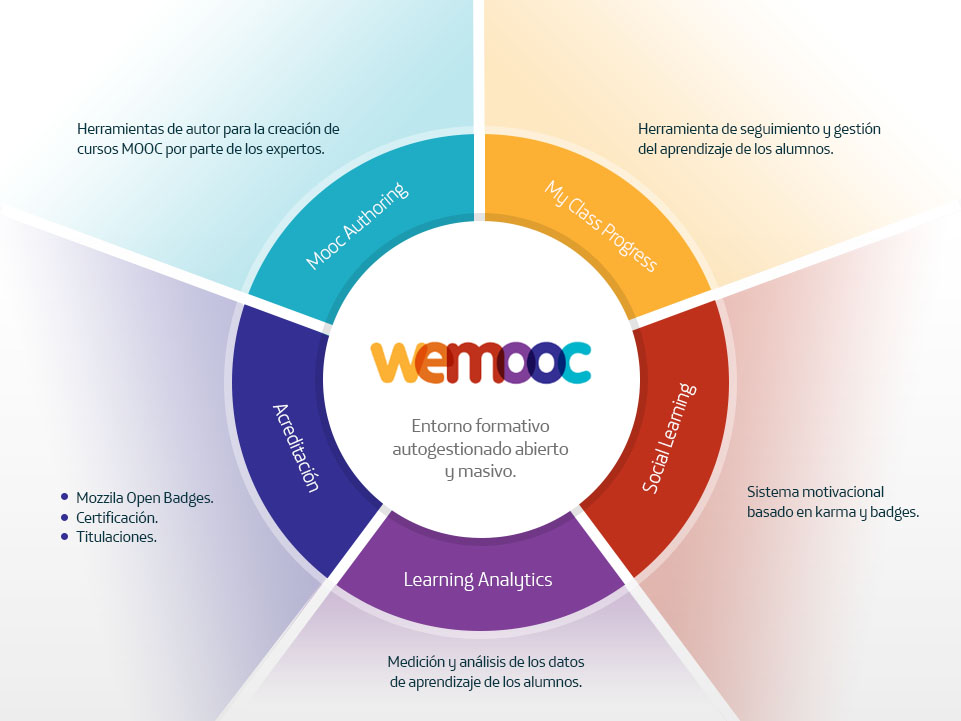 Herramientas de autor para la creación de
cursos MOOC por parte de los expertos.
Herramienta de seguimiento y gestión
del aprendizaje de los alumnos.
Mooc Authoring
My Class Progress
wemooc
Entorno formativo
autogestionado abierto
y masivo.
Acreditación
Social Learning
• Mozzila Open Badges.
• Certificación.
• Titulaciones.
Sistema motivacional
basado en karma y badges.
Learning Analytics
Medición y análisis de los datos
de aprendizaje de los alumnos.